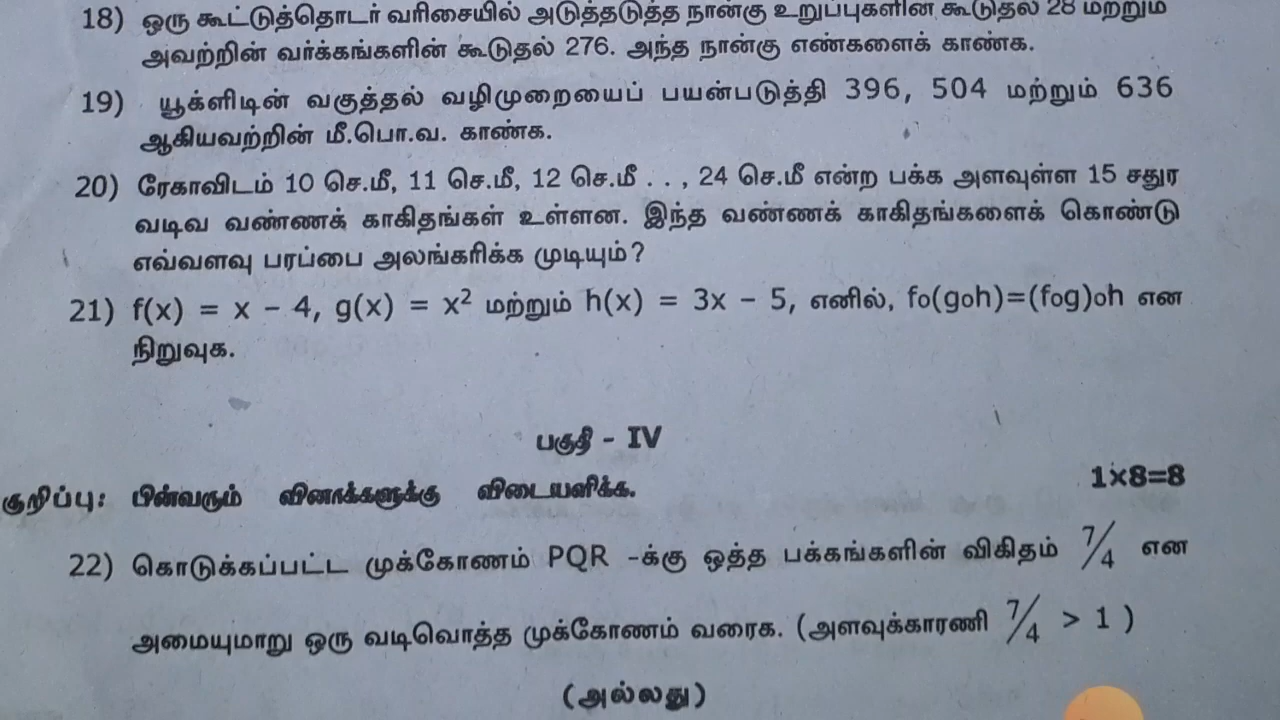 18) ஒரு கூட்டுத்தொடர் வரிசையில் அடுத்தடுத்த நான்கு உறுப்புகளின் கூடுதல் 28 மற்றும்
அவற்றின் வர்க்கங்களின் கூடுதல் 276. அந்த நான்கு எண்களைக் காண்க.
19) யூக்ளிடின் வகுத்தல் வழிமுறையைப் பயன்படுத்தி 396, 504 மற்றும் 636
ஆகியவற்றின் மீ.பொ.வ. காண்க.
20) ரேகாவிடம் 10 செ.மீ, 11 செ.மீ, 12 செ.மீ . . , 24 செ.மீ என்ற பக்க அளவுள்ள 15 சதுர
வடிவ வண்ணக் காகிதங்கள் உள்ளன. இந்த வண்ணக் காகிதங்களைக் கொண்டு
எவ்வளவு பரப்பை அலங்கரிக்க முடியும்?
21) f(x) = x – 4, g(x) = x² மற்றும் h(x) = 3x – 5, எனில், fo(goh)=(fog)oh என
நிறுவுக.
பகுதி – IV
குறிப்பு: பின்வரும் வினாக்களுக்கு விடையளிக்க. 1×8=8
22) கொடுக்கப்பட்ட முக்கோணம் PQR –க்கு ஒத்த பக்கங்களின் விகிதம் 7/4 என
அமையுமாறு ஒரு வடிவொத்த முக்கோணம் வரைக. (அளவுக்காரணி 7/4 > 1 )
(அல்லது)